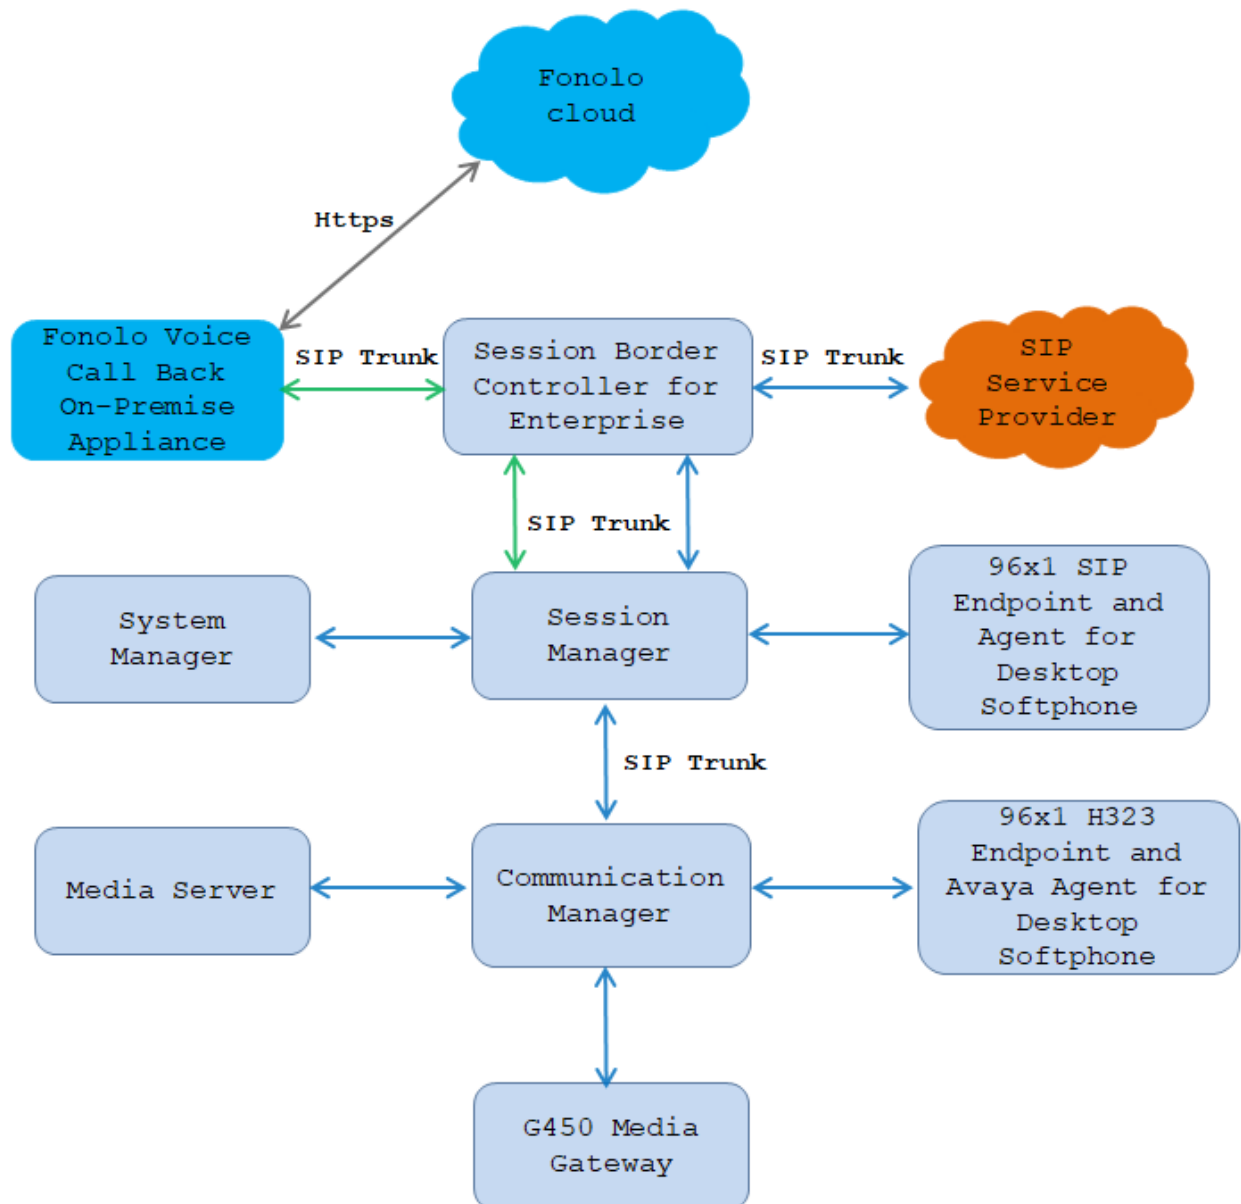 Fonolo
cloud
Https
Fonolo Voice
Call Back
On-Premise
Appliance
SIP Trunk
Session Border
Controller for
Enterprise
SIP Trunk
SIP
Service
Provider
SIP Trunk
System
Manager
Session
Manager
96x1 SIP
Endpoint and
Agent for
Desktop
Softphone
SIP Trunk
Media Server
Communication
Manager
96x1 H323
Endpoint and
Avaya Agent for
Desktop
Softphone
G450 Media
Gateway